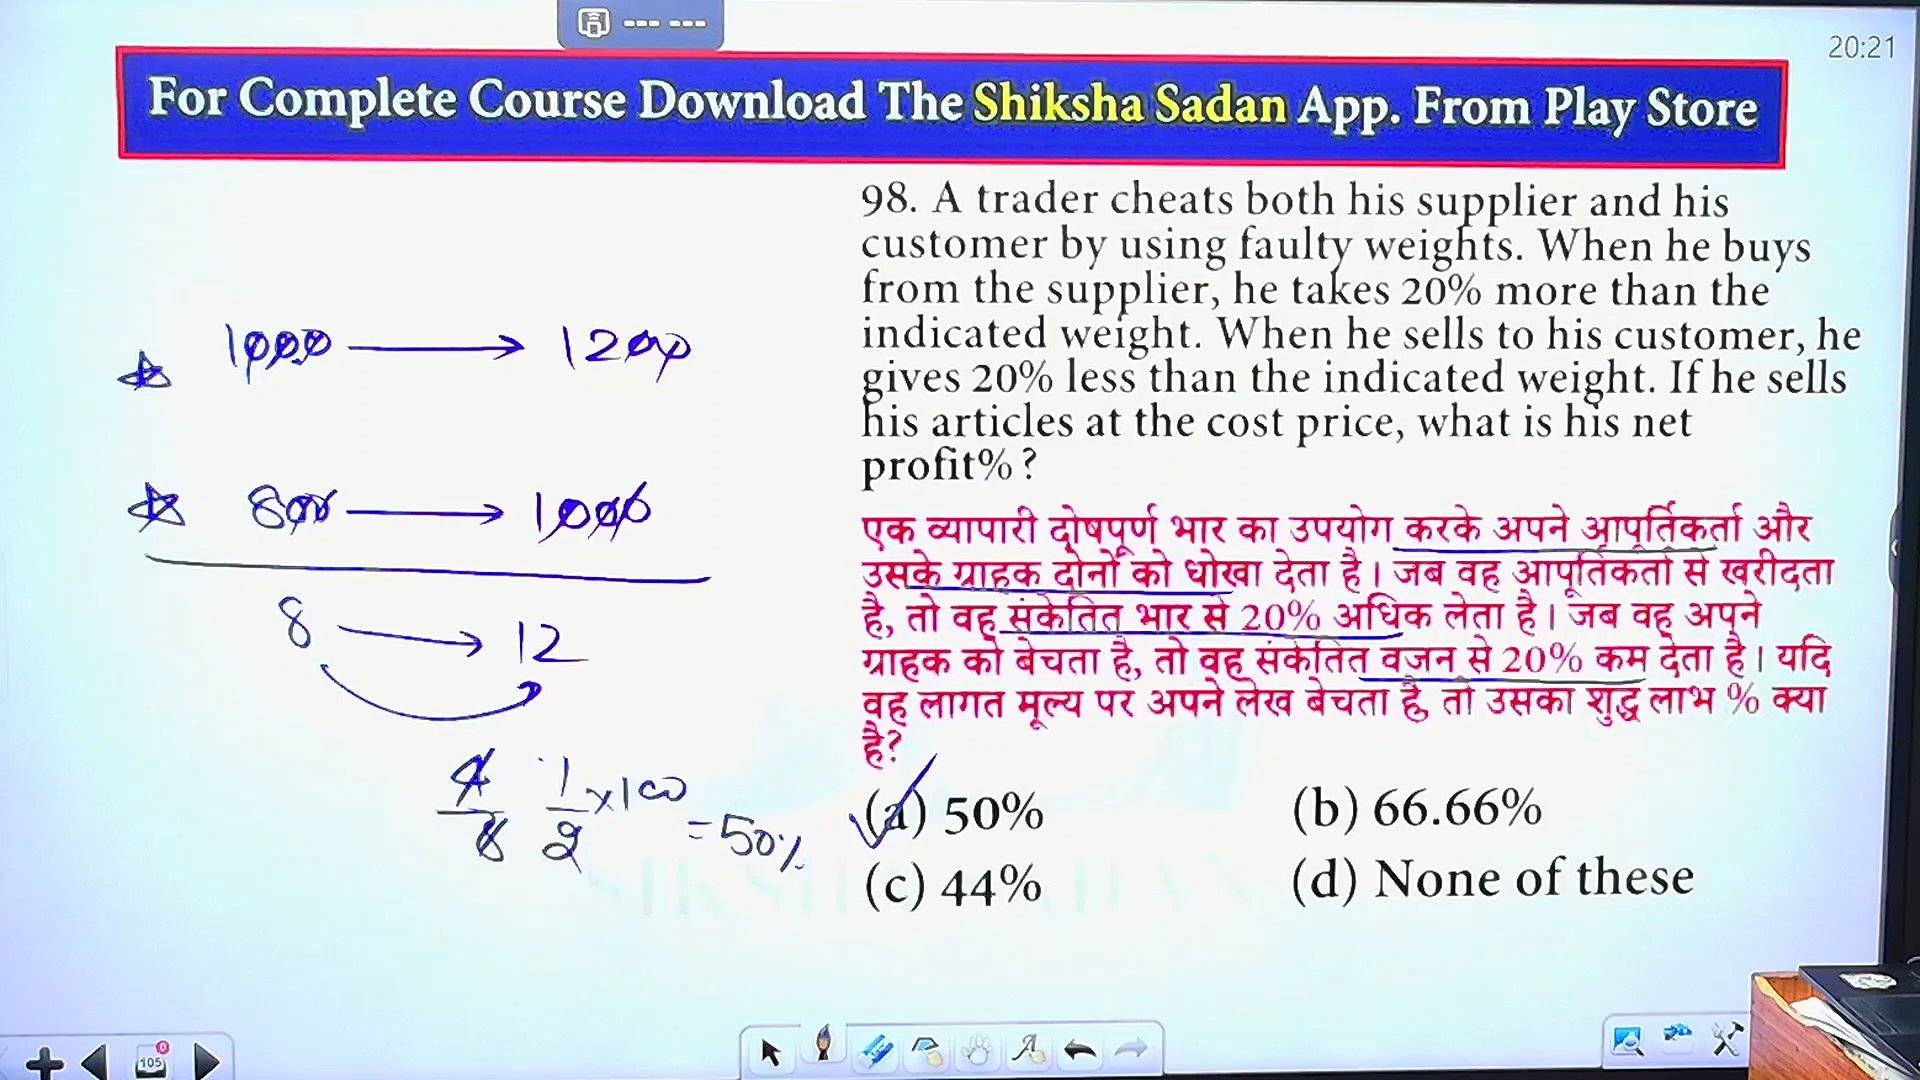 20:21
For Complete Course Download The Shiksha Sadan App. From Play Store
98. A trader cheats both his supplier and his
customer by using faulty weights. When he buys
from the supplier, he takes 20% more than the
indicated weight. When he sells to his customer, he
gives 20% less than the indicated weight. If he sells
his articles at the cost price, what is his net
profit%?
एक व्यापारी दोषपूर्ण भार का उपयोग करके अपने आपूर्तिकर्ता और
उसके ग्राहक दोनों को धोखा देता है। जब वह आपूर्तिकर्ता से खरीदता
है, तो वह संकेतित भार से 20% अधिक लेता है। जब वह अपने
ग्राहक को बेचता है, तो वह संकेतित वजन से 20% कम देता है। यदि
वह लागत मूल्य पर अपने लेख बेचता है, तो उसका शुद्ध लाभ % क्या
है?
(a) 50% (b) 66.66%
(c) 44% (d) None of these
1000 → 1200
800 → 1000
8 → 12
4/8 1/2 × 100 = 50%
105
0